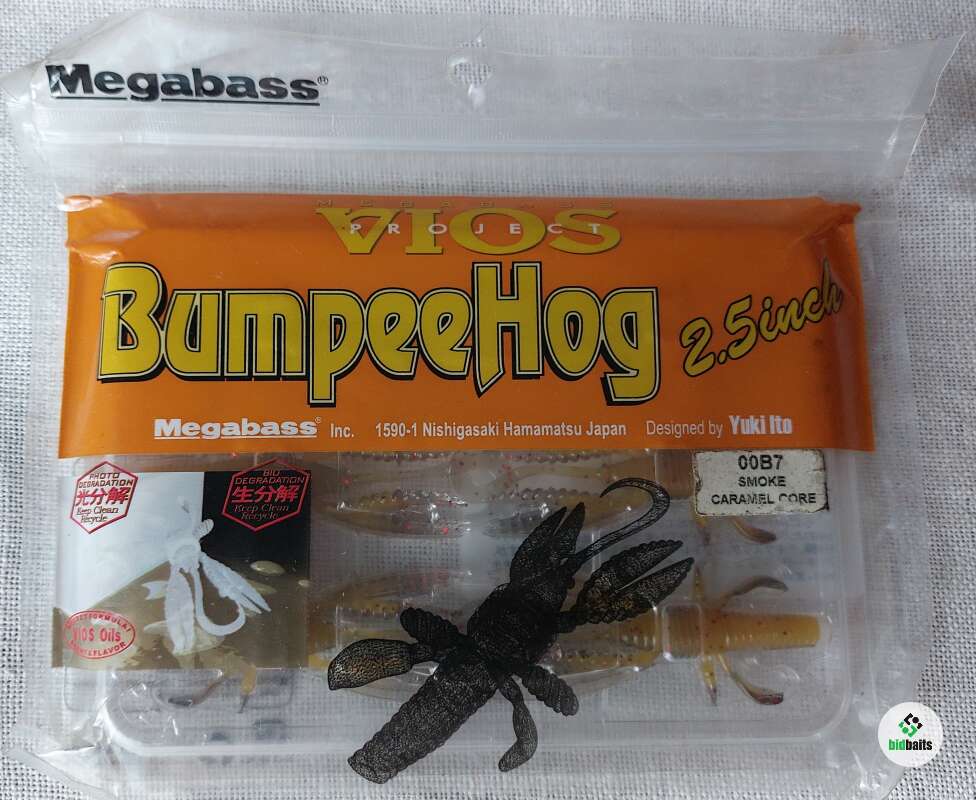 Megabass®
MEGABASS
VIOS
PROJECT
BumpeeHog
2.5inch
Megabass® Inc. 1590-1 Nishigasaki Hamamatsu Japan Designed by Yuki Ito
PHOTO
DEGRADATION
光分解
Keep Clean
Recycle
BIO
DEGRADATION
生分解
Keep Clean
Recycle
00B7
SMOKE
CARAMEL CORE
VIOS Oils
& FLAVOR
bidbaits